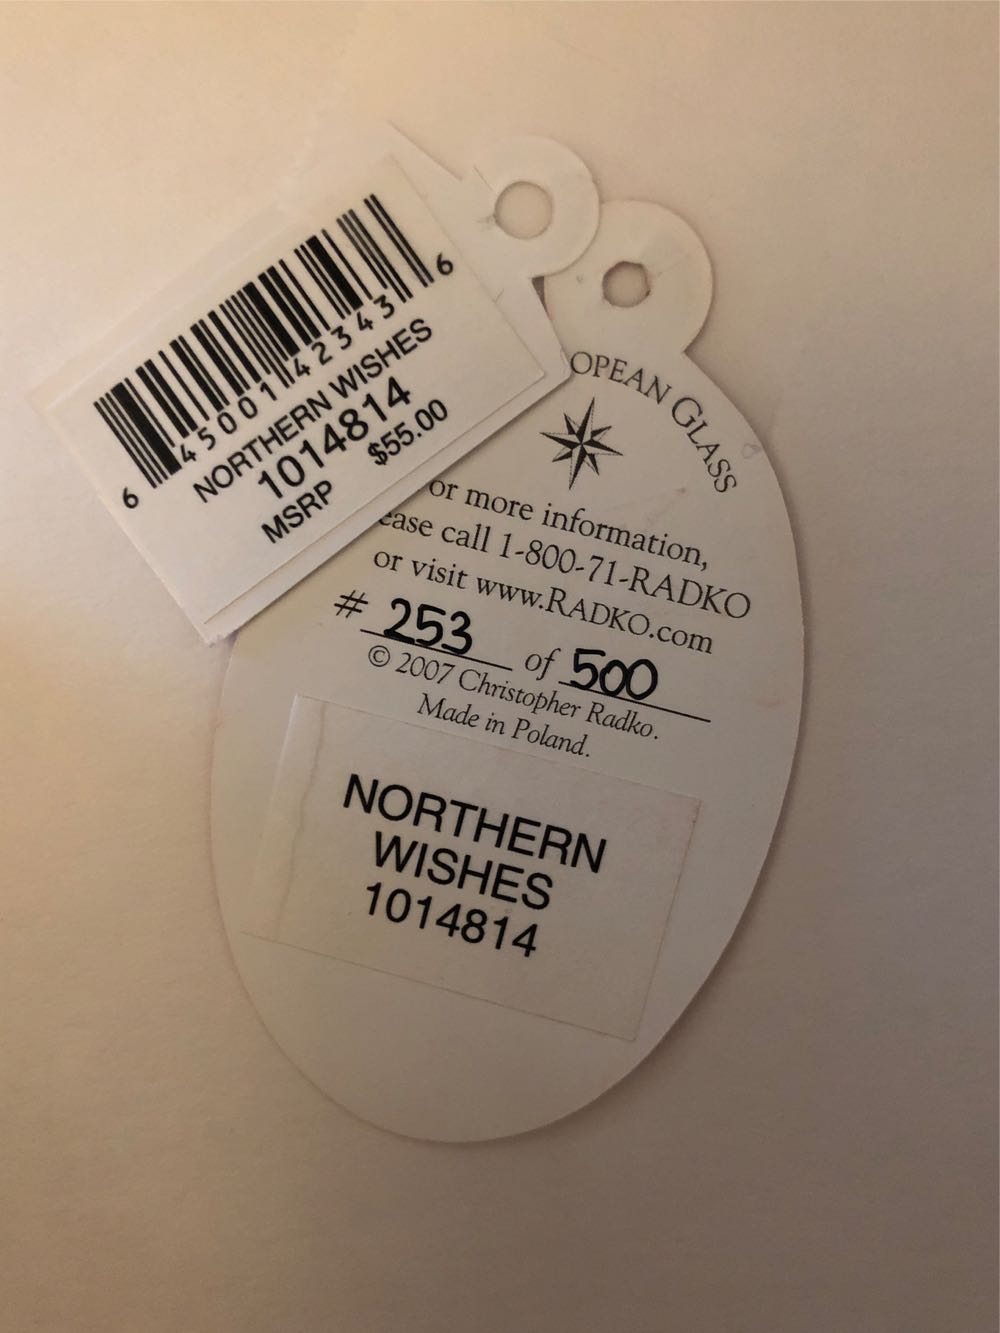 6 45001 42343 6
NORTHERN WISHES
1014814
MSRP $55.00
OPEAN GLASS
or more information,
ease call 1-800-71-RADKO
or visit www.RADKO.com
# 253 of 500
© 2007 Christopher Radko.
Made in Poland.
NORTHERN
WISHES
1014814